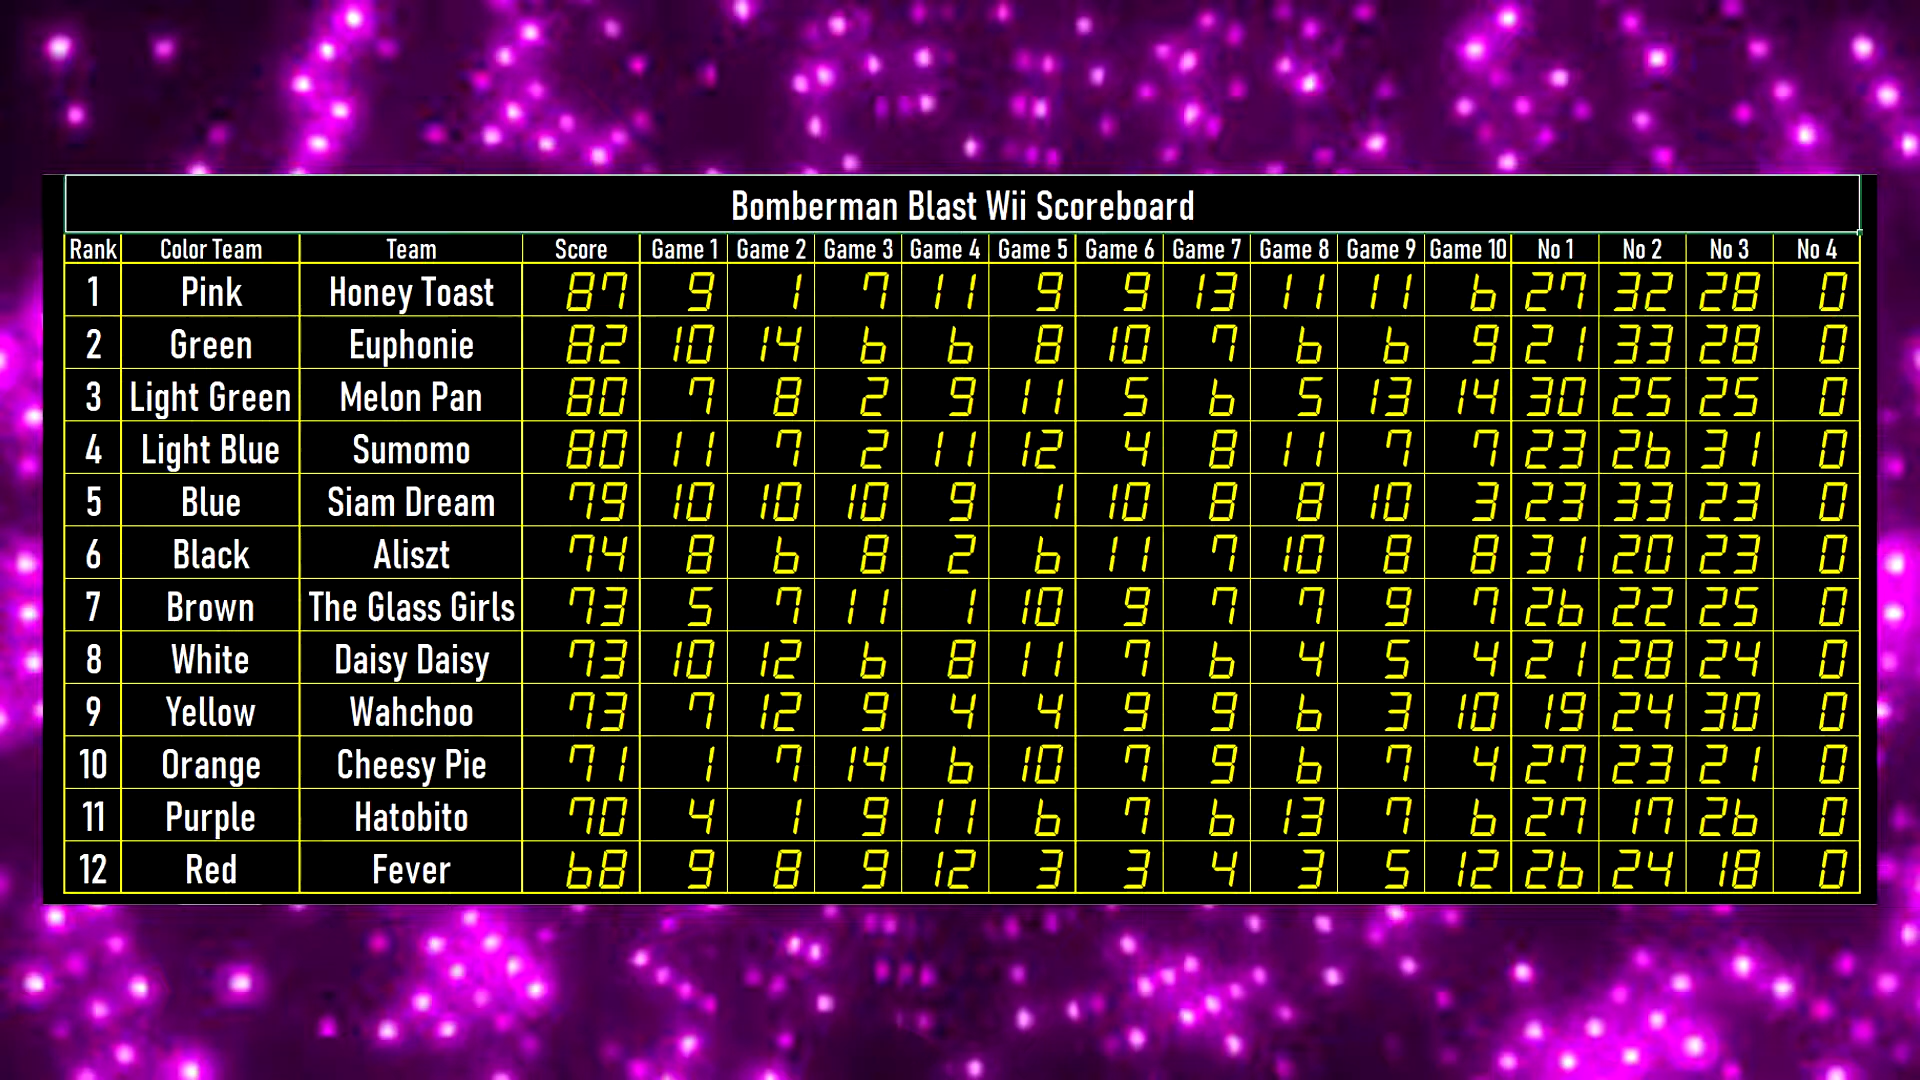 Bomberman Blast Wii Scoreboard
Rank Color Team Team Score Game 1 Game 2 Game 3 Game 4 Game 5 Game 6 Game 7 Game 8 Game 9 Game 10 No 1 No 2 No 3 No 4
1 Pink Honey Toast 87 9 1 7 11 9 9 13 11 11 6 27 32 28 0
2 Green Euphonie 82 10 14 6 6 8 10 7 6 6 9 21 33 28 0
3 Light Green Melon Pan 80 7 8 2 9 11 5 6 5 13 14 30 25 25 0
4 Light Blue Sumomo 80 11 7 2 11 12 4 8 11 7 7 23 26 31 0
5 Blue Siam Dream 79 10 10 10 9 1 10 8 8 10 3 23 33 23 0
6 Black Aliszt 74 8 6 8 2 6 11 7 10 8 8 31 20 23 0
7 Brown The Glass Girls 73 5 7 11 1 10 9 7 7 9 7 26 22 25 0
8 White Daisy Daisy 73 10 12 6 8 11 7 6 4 5 4 21 28 24 0
9 Yellow Wahchoo 73 7 12 9 4 4 9 9 6 3 10 19 24 30 0
10 Orange Cheesy Pie 71 1 7 14 6 10 7 9 6 7 4 27 23 21 0
11 Purple Hatobito 70 4 1 9 11 6 7 6 13 7 6 27 17 26 0
12 Red Fever 68 9 8 9 12 3 3 4 3 5 12 26 24 18 0